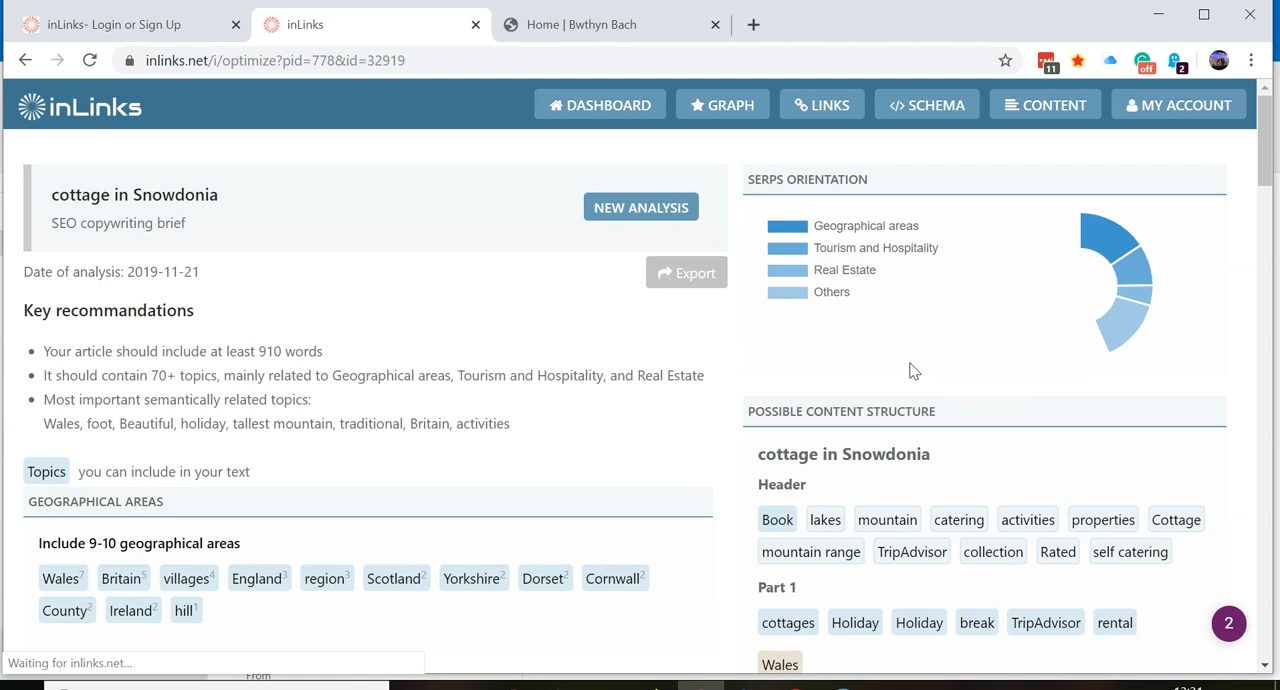 inLinks- Login or Sign Up
inLinks
Home | Bwthyn Bach
inlinks.net/i/optimize?pid=778&id=32919
11
off
2
inLinks
DASHBOARD
GRAPH
LINKS
</> SCHEMA
CONTENT
MY ACCOUNT
cottage in Snowdonia
SEO copywriting brief
NEW ANALYSIS
Date of analysis: 2019-11-21
Export
Key recommandations
Your article should include at least 910 words
It should contain 70+ topics, mainly related to Geographical areas, Tourism and Hospitality, and Real Estate
Most important semantically related topics:
Wales, foot, Beautiful, holiday, tallest mountain, traditional, Britain, activities
Topics you can include in your text
GEOGRAPHICAL AREAS
Include 9-10 geographical areas
Wales7 Britain5 villages4 England3 region3 Scotland2 Yorkshire2 Dorset2 Cornwall2
County2 Ireland2 hill1
SERPS ORIENTATION
Geographical areas
Tourism and Hospitality
Real Estate
Others
POSSIBLE CONTENT STRUCTURE
cottage in Snowdonia
Header
Book lakes mountain catering activities properties Cottage
mountain range TripAdvisor collection Rated self catering
Part 1
cottages Holiday Holiday break TripAdvisor rental
Wales
2
Waiting for inlinks.net...
From